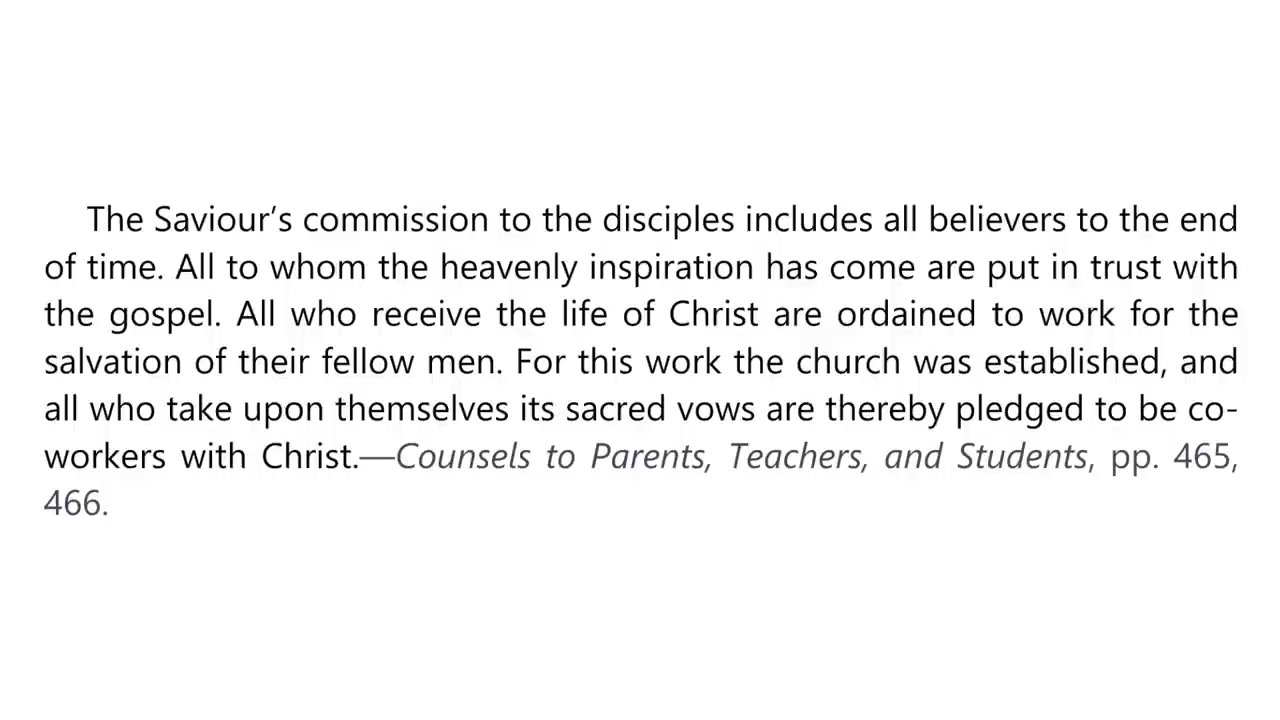 The Saviour’s commission to the disciples includes all believers to the end
of time. All to whom the heavenly inspiration has come are put in trust with
the gospel. All who receive the life of Christ are ordained to work for the
salvation of their fellow men. For this work the church was established, and
all who take upon themselves its sacred vows are thereby pledged to be co-
workers with Christ.—Counsels to Parents, Teachers, and Students, pp. 465,
466.